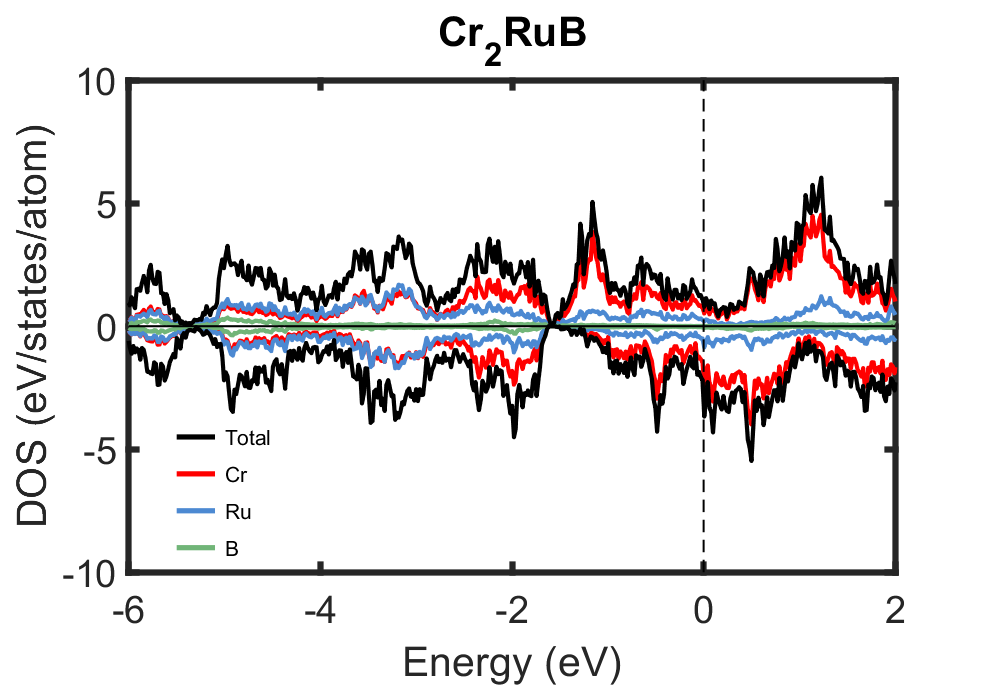 Cr2RuB
10
5
0
-5
-10
DOS (eV/states/atom)
Total
Cr
Ru
B
-6 -4 -2 0 2
Energy (eV)